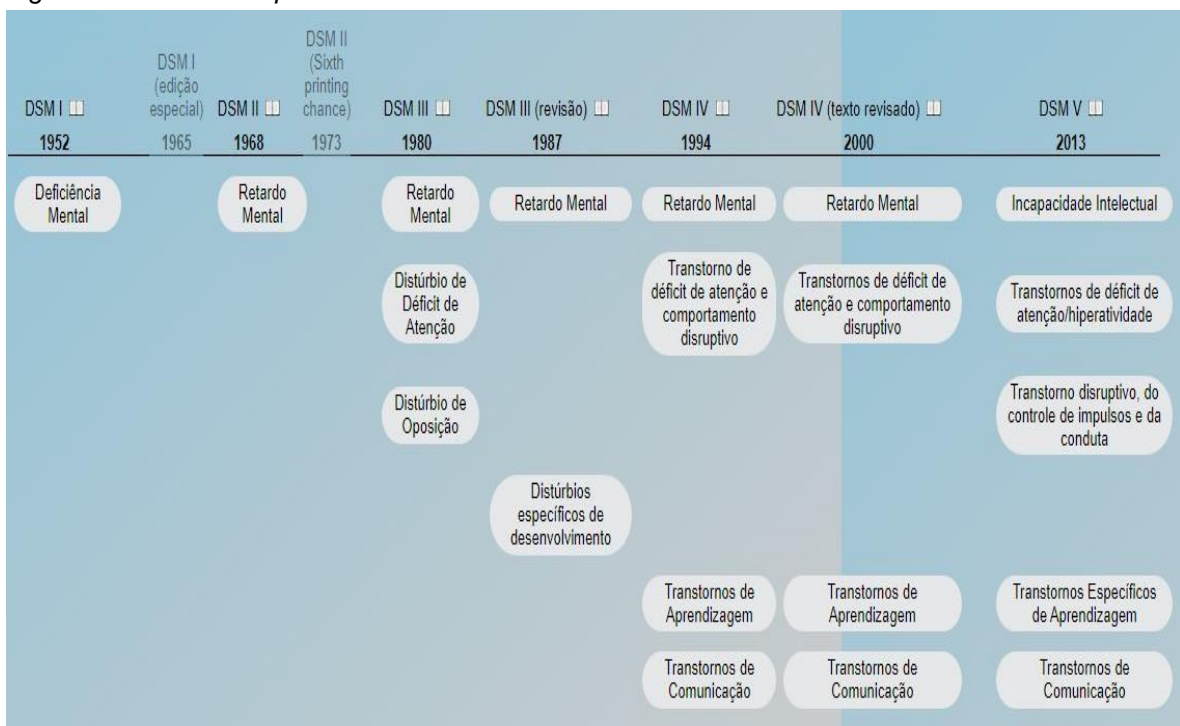 DSM I
1952
DSM I
(edição
especial)
1965
DSM II
1968
DSM II
(Sixth
printing
chance)
1973
DSM III
1980
DSM III (revisão)
1987
DSM IV
1994
DSM IV (texto revisado)
2000
DSM V
2013
Deficiência
Mental
Retardo
Mental
Retardo
Mental
Retardo Mental
Retardo Mental
Retardo Mental
Incapacidade Intelectual
Distúrbio de
Déficit de
Atenção
Transtorno de
déficit de atenção e
comportamento
disruptivo
Transtornos de déficit de
atenção e comportamento
disruptivo
Transtornos de déficit de
atenção/hiperatividade
Distúrbio de
Oposição
Transtorno disruptivo, do
controle de impulsos e da
conduta
Distúrbios
específicos de
desenvolvimento
Transtornos de
Aprendizagem
Transtornos de
Aprendizagem
Transtornos Específicos
de Aprendizagem
Transtornos de
Comunicação
Transtornos de
Comunicação
Transtornos de
Comunicação